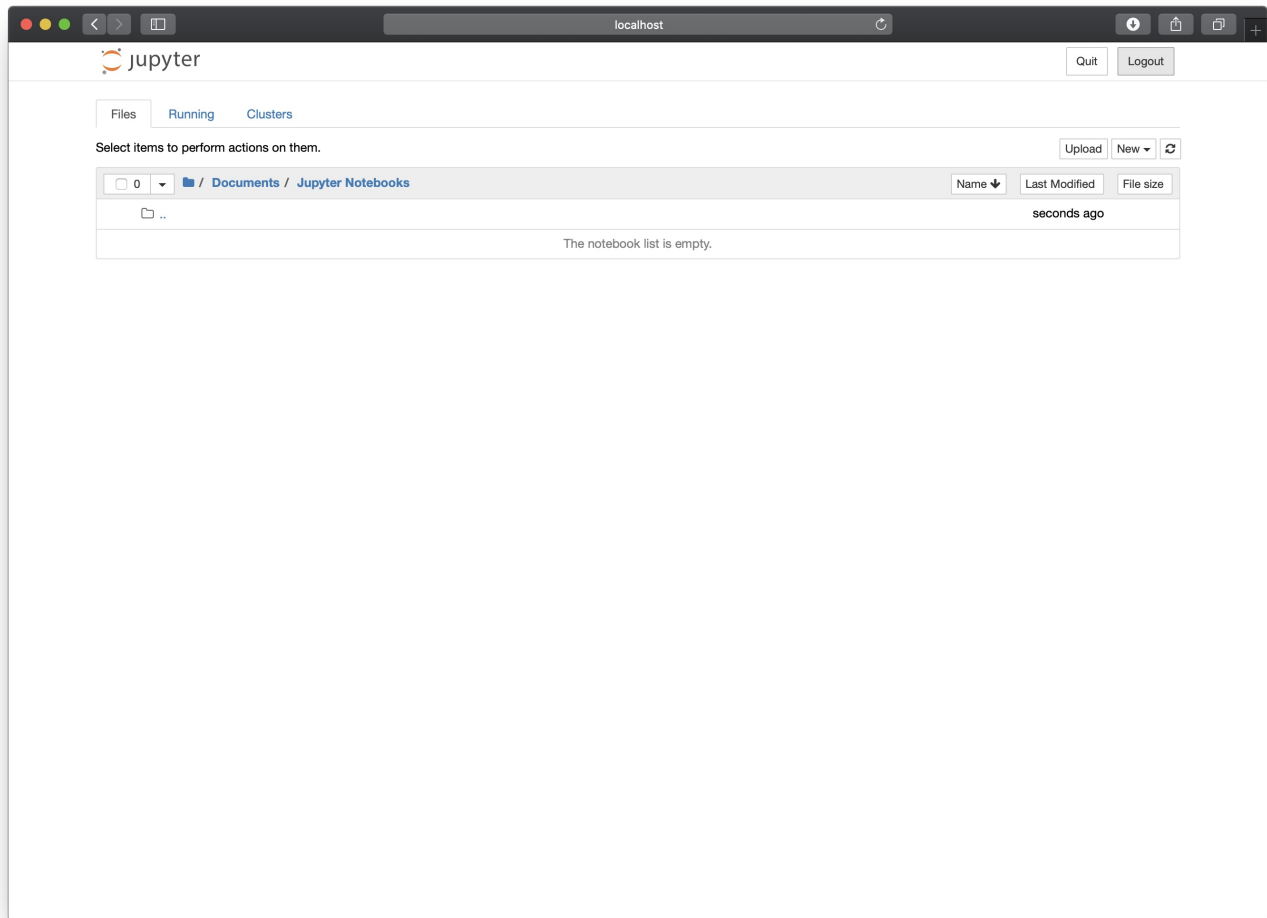 localhost
jupyter
Quit
Logout
Files
Running
Clusters
Select items to perform actions on them.
Upload
New
0
/ Documents / Jupyter Notebooks
Name
Last Modified
File size
..
seconds ago
The notebook list is empty.